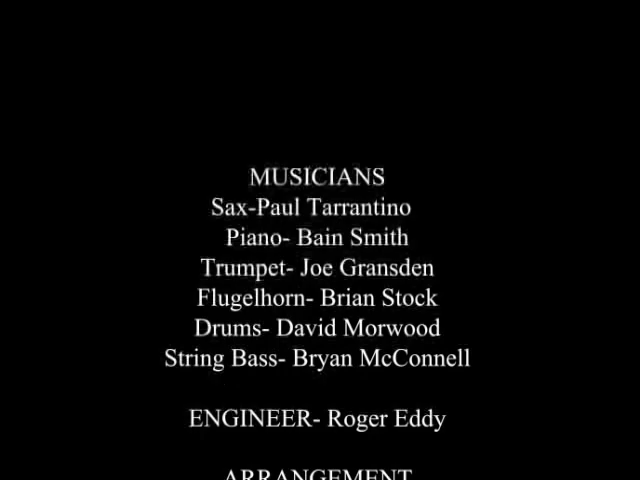 MUSICIANS
Sax-Paul Tarrantino
Piano- Bain Smith
Trumpet- Joe Gransden
Flugelhorn- Brian Stock
Drums- David Morwood
String Bass- Bryan McConnell
ENGINEER- Roger Eddy
ARRANGEMENT